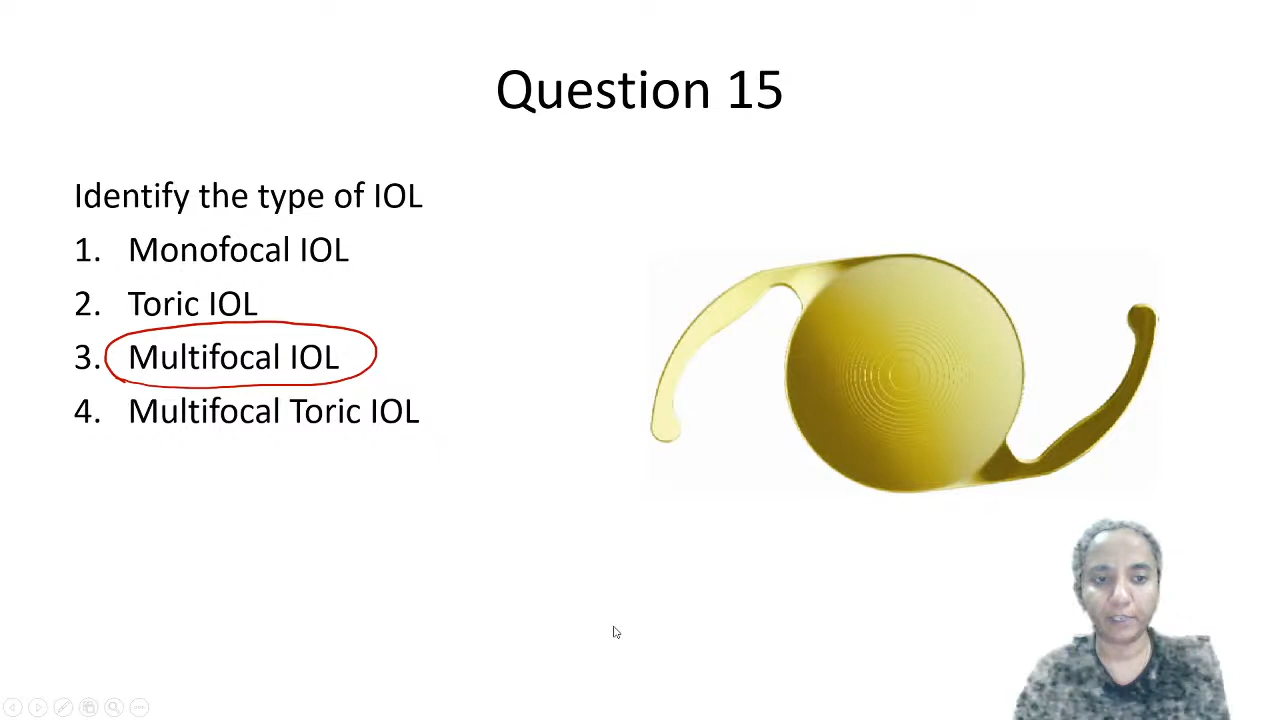 Question 15
Identify the type of IOL
1. Monofocal IOL
2. Toric IOL
3. Multifocal IOL
4. Multifocal Toric IOL